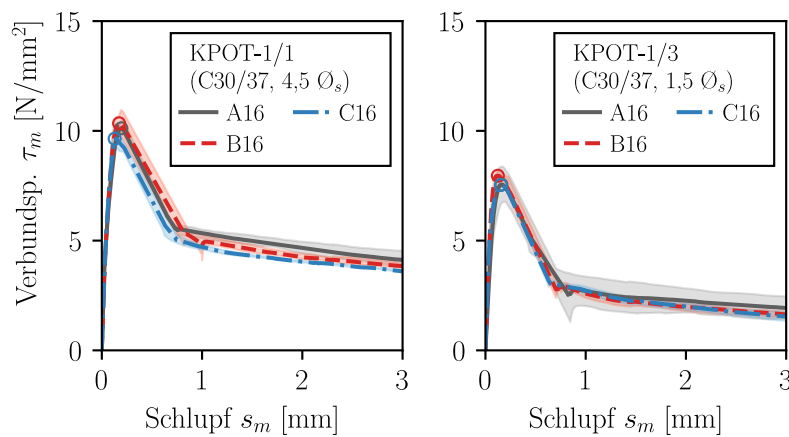 Verbundsp. τₘ [N/mm²]
15
10
5
0
KPOT-1/1
(C30/37, 4,5 Øₛ)
A16
C16
B16
0
1
2
3
Schlupf sₘ [mm]
15
10
5
0
KPOT-1/3
(C30/37, 1,5 Øₛ)
A16
C16
B16
0
1
2
3
Schlupf sₘ [mm]